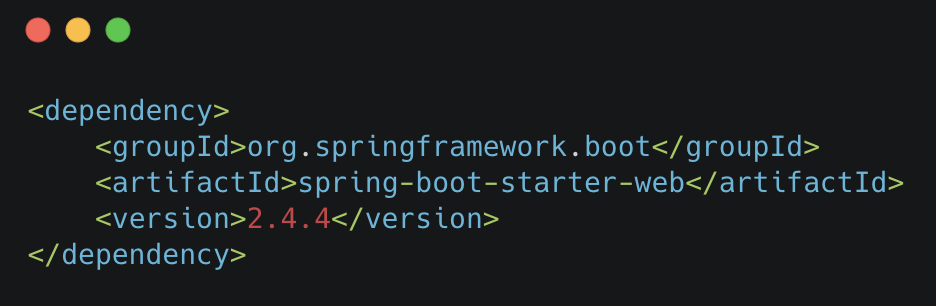 <dependency>
    <groupId>org.springframework.boot</groupId>
    <artifactId>spring-boot-starter-web</artifactId>
    <version>2.4.4</version>
</dependency>